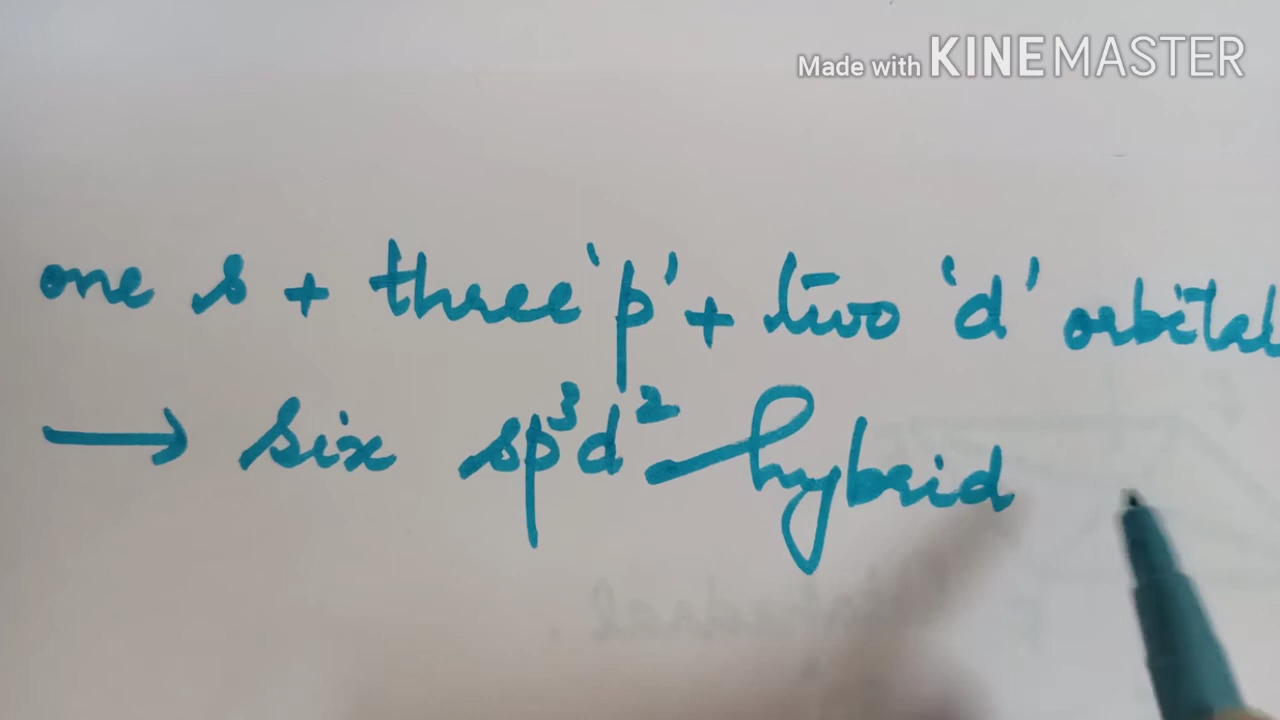 Made with KINEMASTER
one s + three 'p' + two 'd' orbital
→ six sp³d² - hybrid